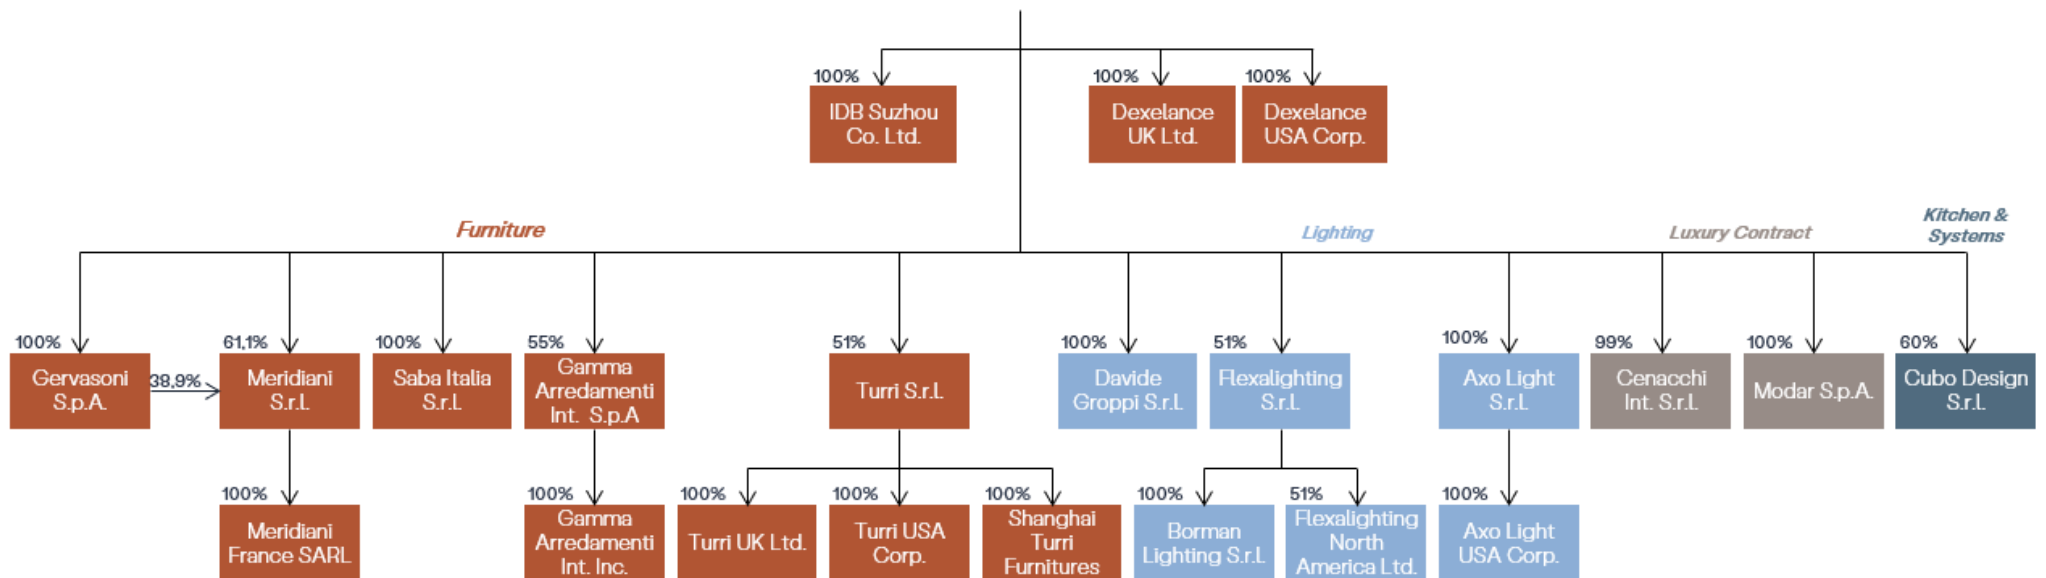 100%
IDB Suzhou
Co. Ltd.
100%
Dexelance
UK Ltd.
100%
Dexelance
USA Corp.
Furniture
Lighting
Luxury Contract
Kitchen &
Systems
100%
Gervasoni
S.p.A.
38,9%
61,1%
Meridiani
S.r.L
100%
Saba Italia
S.r.L
55%
Gamma
Arredamenti
Int. S.p.A
51%
Turri S.r.L
100%
Davide
Groppi S.r.L
51%
Flexalighting
S.r.L
100%
Axo Light
S.r.L
99%
Cenacchi
Int. S.r.L
100%
Modar S.p.A.
60%
Cubo Design
S.r.L
100%
Meridiani
France SARL
100%
Gamma
Arredamenti
Int. Inc.
100%
Turri UK Ltd.
100%
Turri USA
Corp.
100%
Shanghai
Turri
Furnitures
100%
Borman
Lighting S.r.L
51%
Flexalighting
North
America Ltd.
100%
Axo Light
USA Corp.